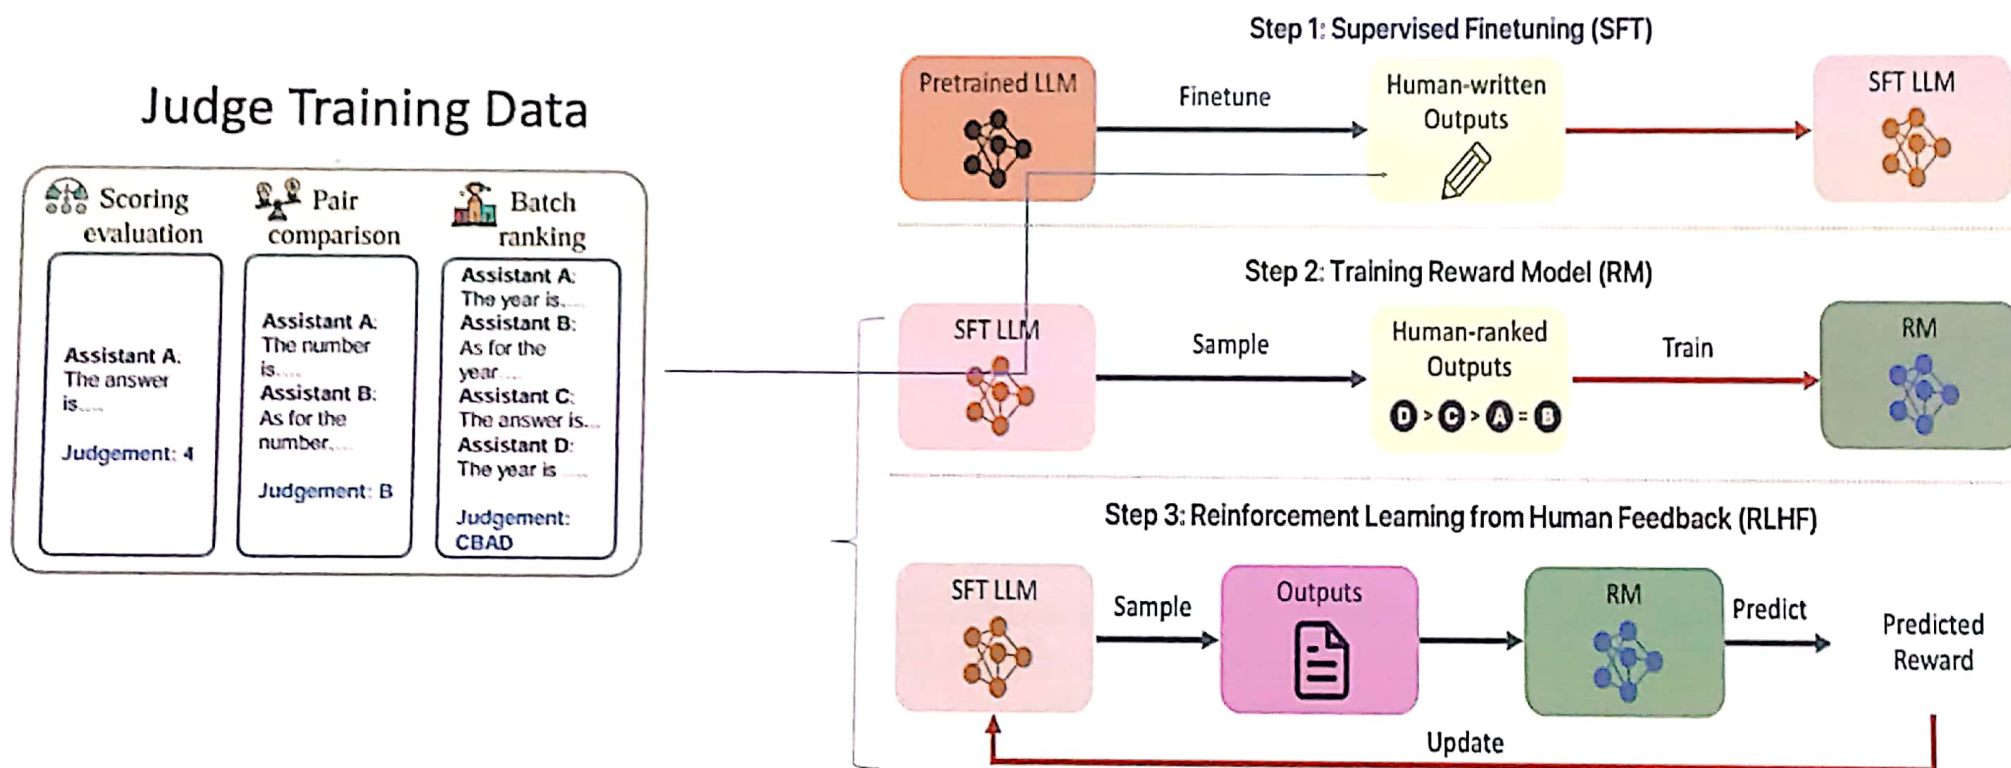 Judge Training Data
Scoring
evaluation
Assistant A.
The answer
is.....
Judgement: 4
Pair
comparison
Assistant A:
The number
is.....
Assistant B:
As for the
number.....
Judgement: B
Batch
ranking
Assistant A:
The year is.....
Assistant B:
As for the
year .....
Assistant C:
The answer is...
Assistant D:
The year is .....
Judgement:
CBAD
Step 1: Supervised Finetuning (SFT)
Pretrained LLM
Finetune
Human-written
Outputs
SFT LLM
Step 2: Training Reward Model (RM)
SFT LLM
Sample
Human-ranked
Outputs
D > C > A = B
Train
RM
Step 3: Reinforcement Learning from Human Feedback (RLHF)
SFT LLM
Sample
Outputs
RM
Predict
Predicted
Reward
Update